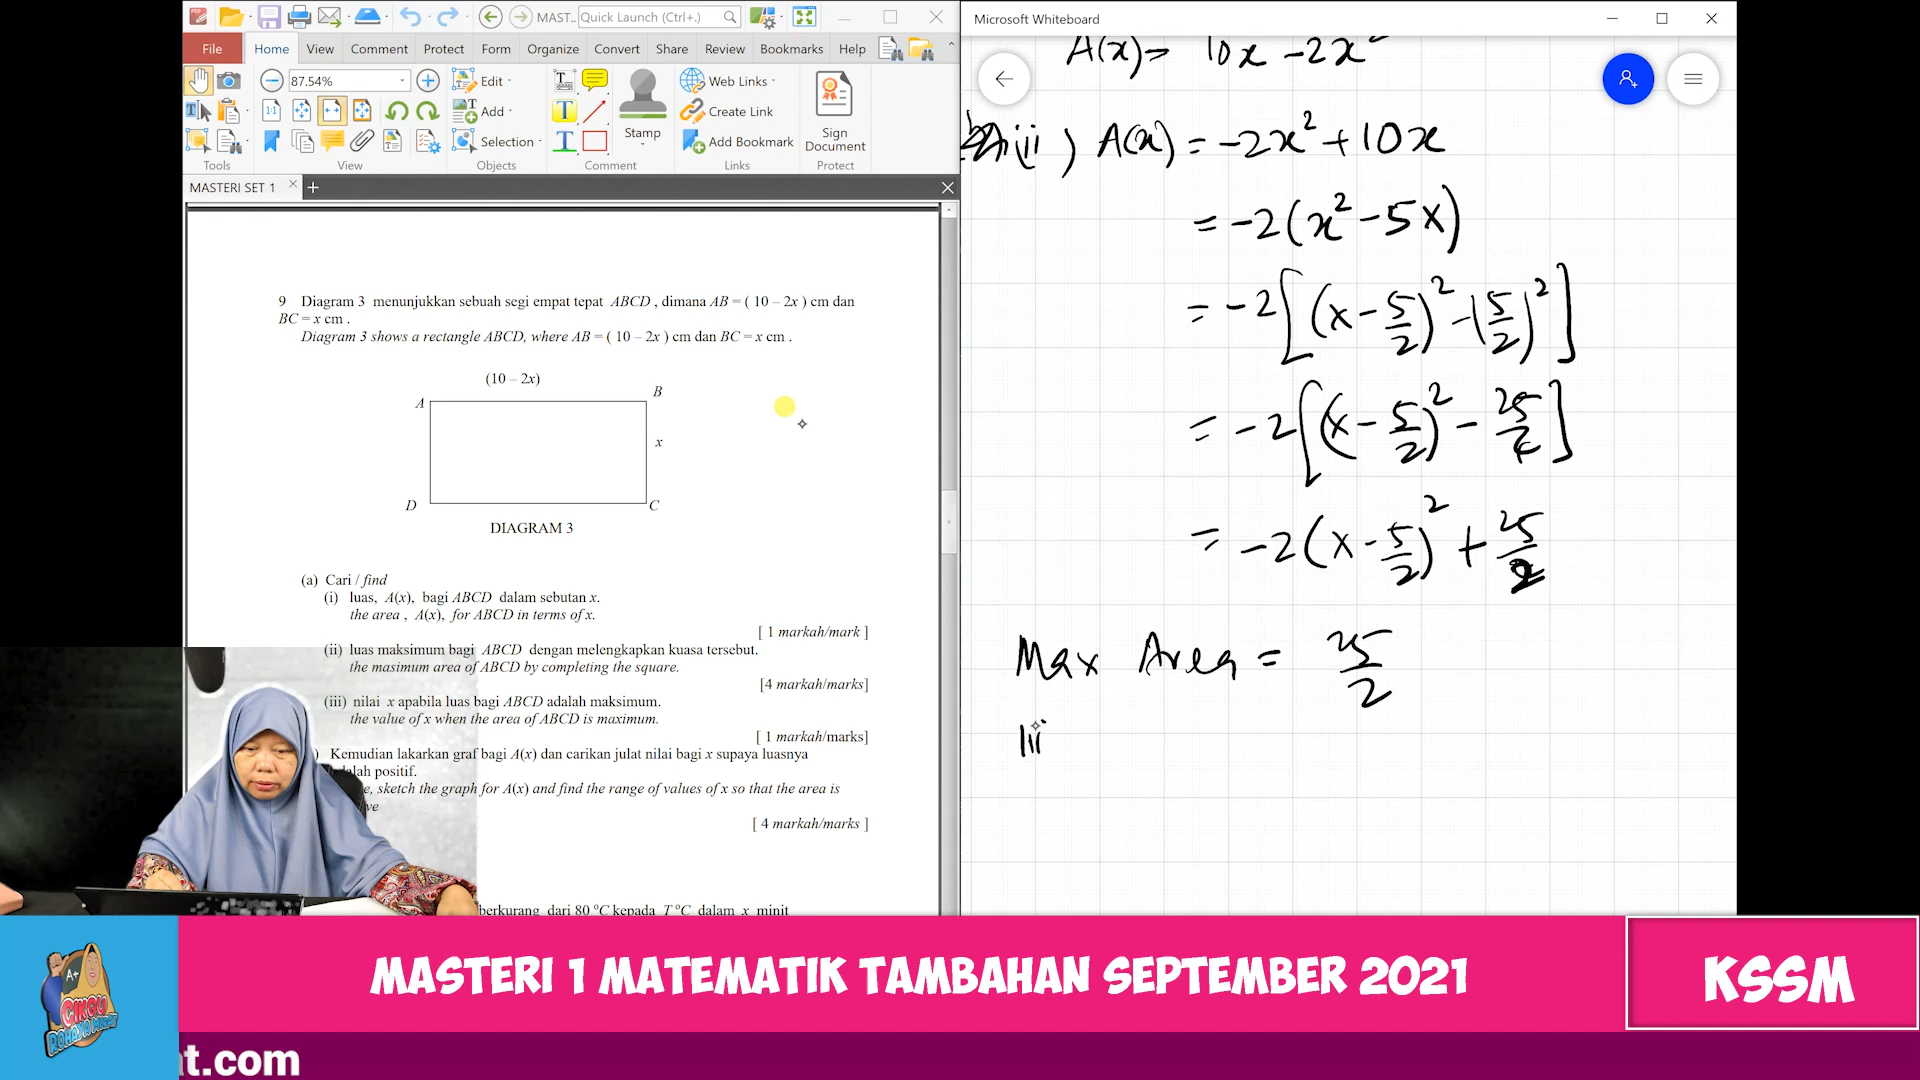 MAST..
Quick Launch (Ctrl+.)
File Home View Comment Protect Form Organize Convert Share Review Bookmarks Help
87.54%
Edit
Add
Selection
Stamp
Web Links
Create Link
Add Bookmark
Sign Document
Tools View Objects Comment Links Protect
MASTERI SET 1
9 Diagram 3 menunjukkan sebuah segi empat tepat ABCD , dimana AB = ( 10 – 2x ) cm dan
BC = x cm .
Diagram 3 shows a rectangle ABCD, where AB = ( 10 – 2x ) cm dan BC = x cm .
(10 – 2x)
A B
x
D C
DIAGRAM 3
(a) Cari / find
(i) luas, A(x), bagi ABCD dalam sebutan x.
the area , A(x), for ABCD in terms of x.
[ 1 markah/mark ]
(ii) luas maksimum bagi ABCD dengan melengkapkan kuasa tersebut.
the masimum area of ABCD by completing the square.
[4 markah/marks]
(iii) nilai x apabila luas bagi ABCD adalah maksimum.
the value of x when the area of ABCD is maximum.
[ 1 markah/marks]
) Kemudian lakarkan graf bagi A(x) dan carikan julat nilai bagi x supaya luasnya
adalah positif.
e, sketch the graph for A(x) and find the range of values of x so that the area is
ive
[ 4 markah/marks ]
berkurang dari 80 °C kepada T °C dalam x minit
Microsoft Whiteboard
A(x) = 10x - 2x²
ii ) A(x) = -2x² + 10x
= -2(x² - 5x)
= -2[(x - 5/2)² - (5/2)²]
= -2[(x - 5/2)² - 25/4]
= -2(x - 5/2)² + 25/2
Max Area = 25/2
iii
A+
CIKGU
ROHAYA MAMAT
MASTERI 1 MATEMATIK TAMBAHAN SEPTEMBER 2021
KSSM
t.com